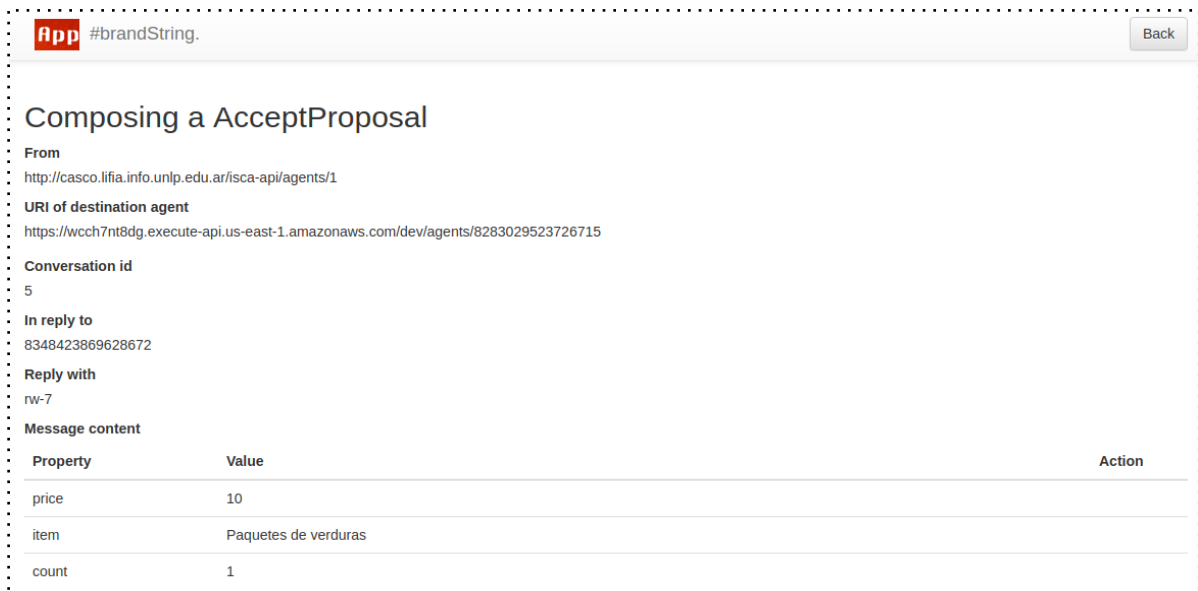 App #brandString. Back
Composing a AcceptProposal
From
http://casco.lifia.info.unlp.edu.ar/isca-api/agents/1
URI of destination agent
https://wcch7nt8dg.execute-api.us-east-1.amazonaws.com/dev/agents/8283029523726715
Conversation id
5
In reply to
8348423869628672
Reply with
rw-7
Message content
Property Value Action
price 10
item Paquetes de verduras
count 1